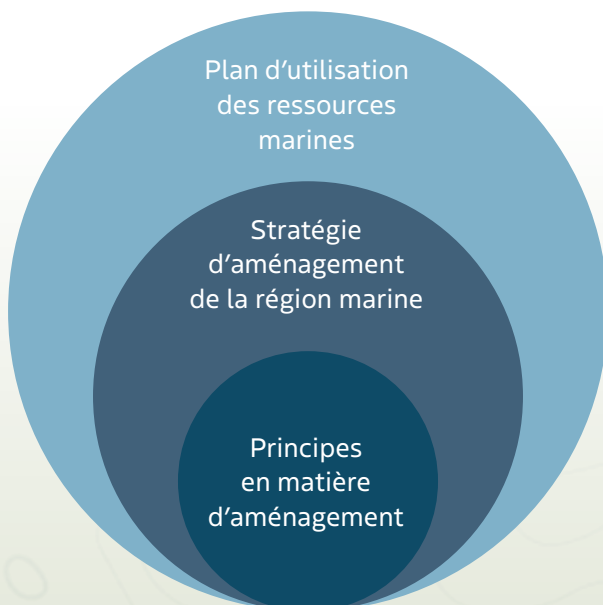 Plan d’utilisation
des ressources
marines
Stratégie
d’aménagement
de la région marine
Principes
en matière
d’aménagement